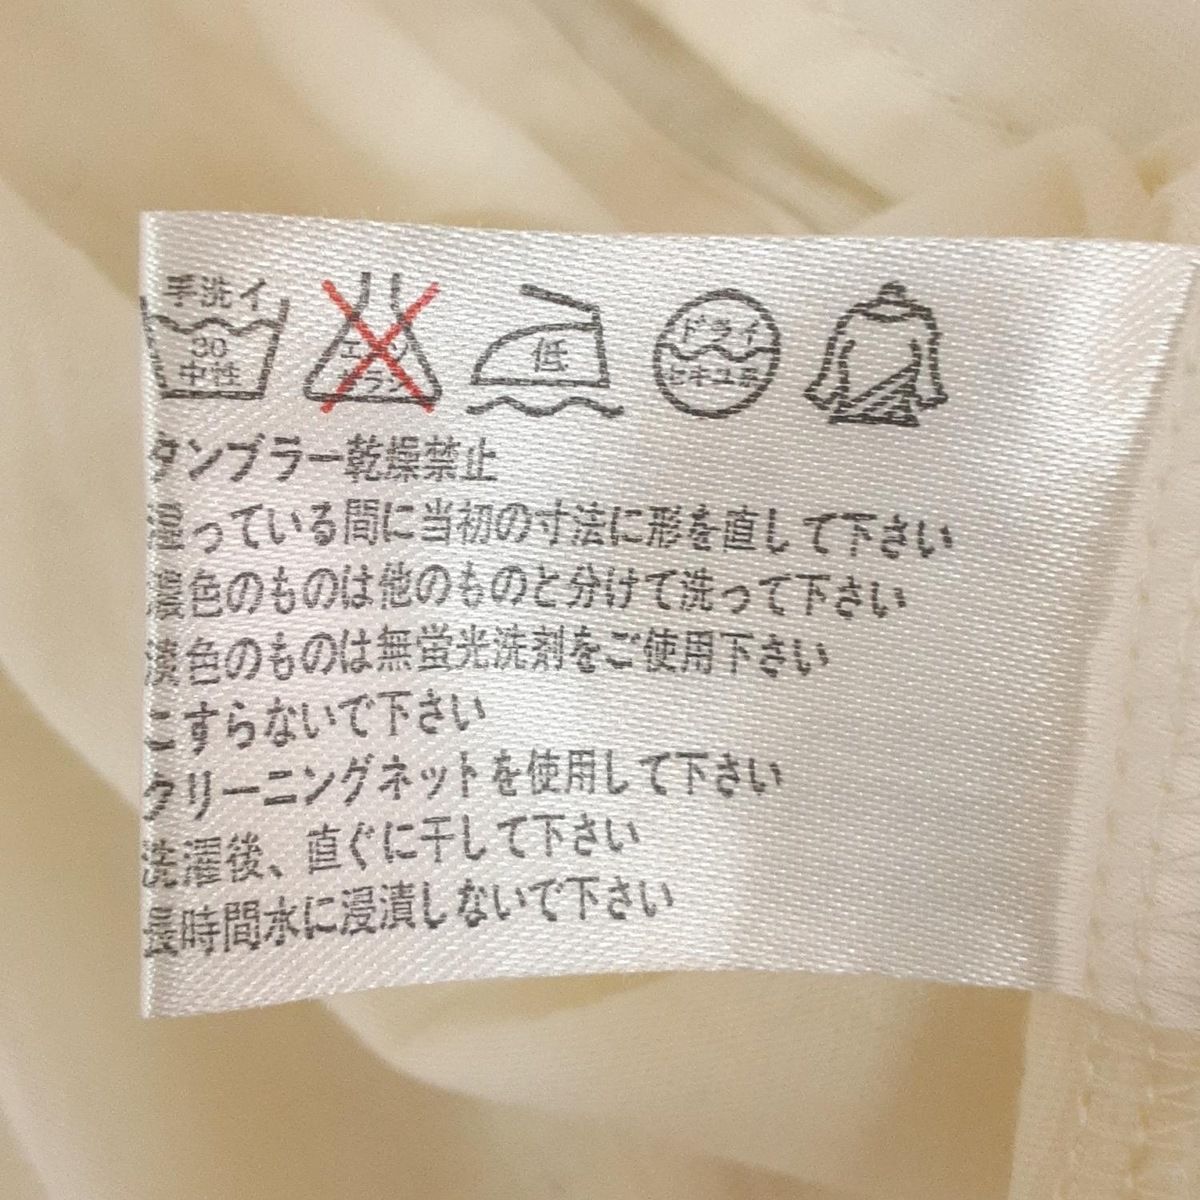 手洗イ
30
中性
エンソ
サラシ
低
ドライ
セキユ系
タンブラー乾燥禁止
湿っている間に当初の寸法に形を直して下さい
濃色のものは他のものと分けて洗って下さい
淡色のものは無蛍光洗剤をご使用下さい
こすらないで下さい
クリーニングネットを使用して下さい
洗濯後、直ぐに干して下さい
長時間水に浸漬しないで下さい